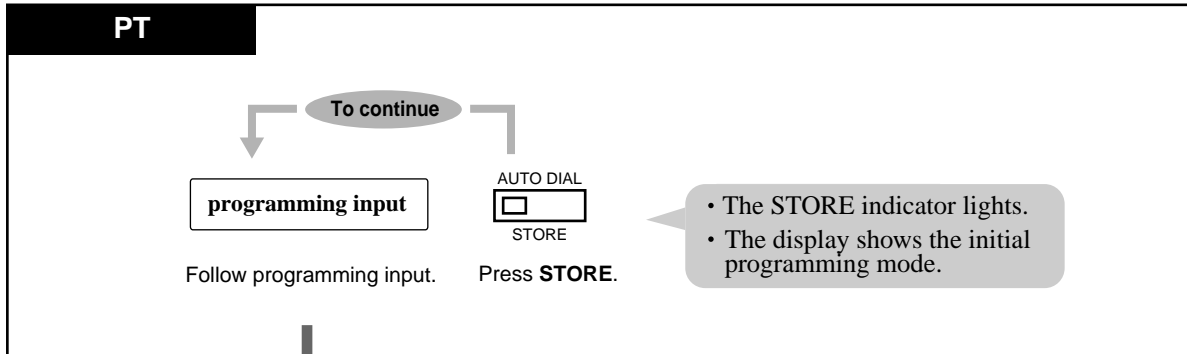 PT
To continue
programming input
AUTO DIAL
STORE
Follow programming input.
Press STORE.
• The STORE indicator lights.
• The display shows the initial
programming mode.